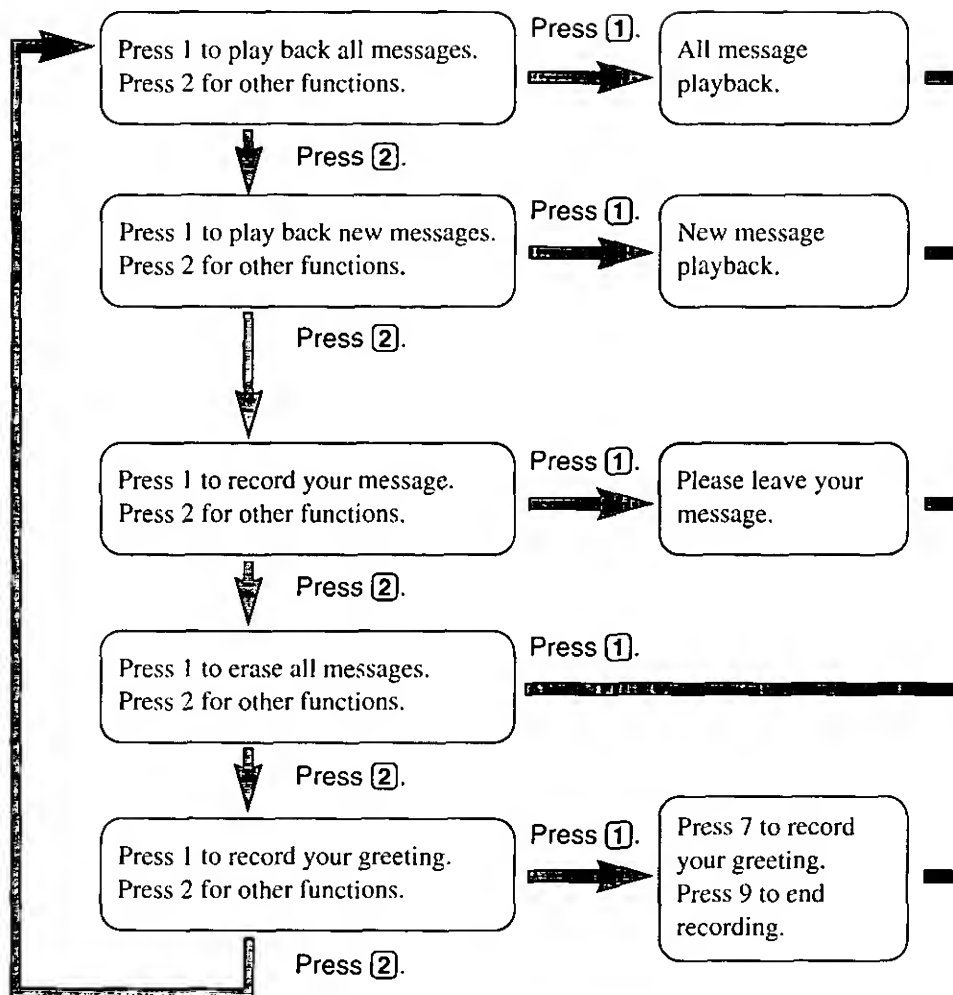 Press 1 to play back all messages.
Press 2 for other functions.
Press 1.
All message
playback.
Press 2.
Press 1 to play back new messages.
Press 2 for other functions.
Press 1.
New message
playback.
Press 2.
Press 1 to record your message.
Press 2 for other functions.
Press 1.
Please leave your
message.
Press 2.
Press 1 to erase all messages.
Press 2 for other functions.
Press 1.
Press 2.
Press 1 to record your greeting.
Press 2 for other functions.
Press 1.
Press 7 to record
your greeting.
Press 9 to end
recording.
Press 2.